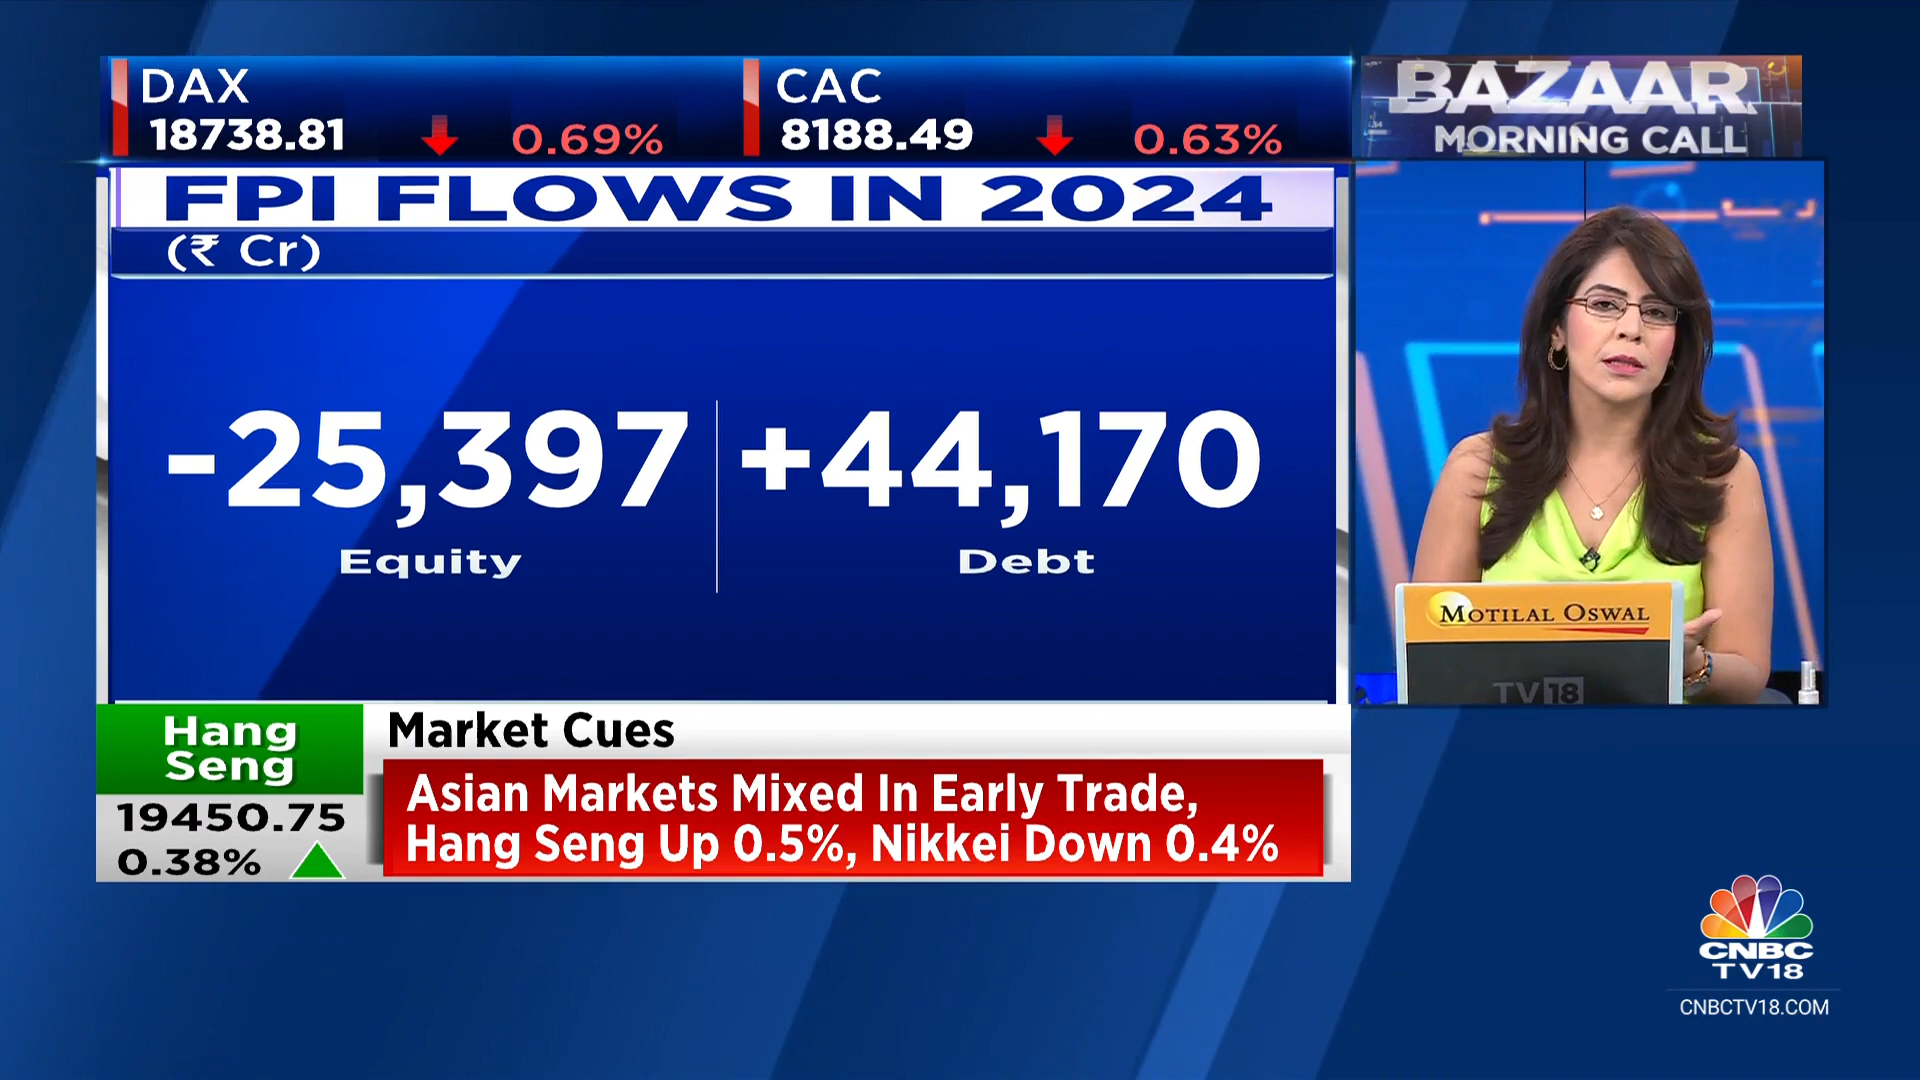 DAX
18738.81 0.69%
CAC
8188.49 0.63%
BAZAAR
MORNING CALL
FPI FLOWS IN 2024
(₹ Cr)
-25,397
Equity
+44,170
Debt
MOTILAL OSWAL
TV18
Hang
Seng
19450.75
0.38%
Market Cues
Asian Markets Mixed In Early Trade,
Hang Seng Up 0.5%, Nikkei Down 0.4%
CNBC
TV18
CNBCTV18.COM